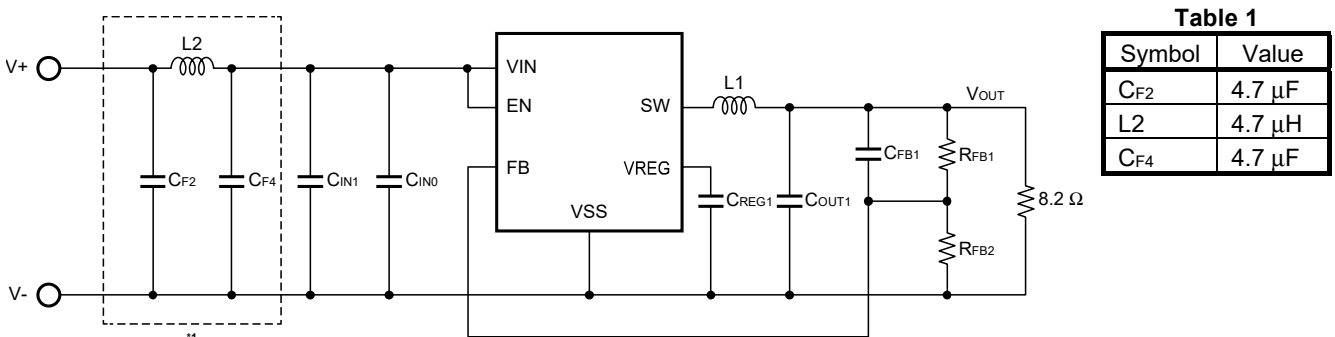 Table 1
Symbol Value
CF2 4.7 μF
L2 4.7 μH
CF4 4.7 μF
L2
V+
VIN
EN
FB
SW
VREG
VSS
L1
VOUT
CF2
CF4
CIN1
CIN0
CREG1
COUT1
CFB1
RFB1
RFB2
8.2 Ω
V-
*1